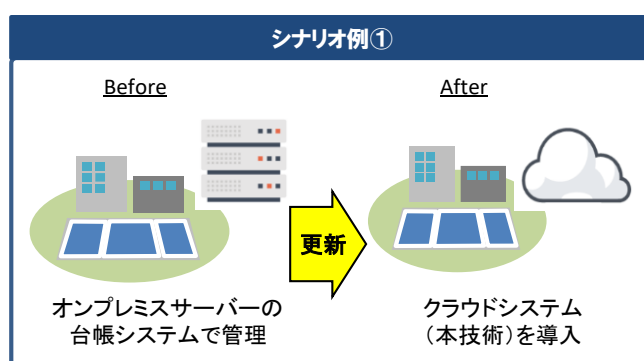 シナリオ例①
Before
After
更新
オンプレミスサーバーの
台帳システムで管理
クラウドシステム
（本技術）を導入